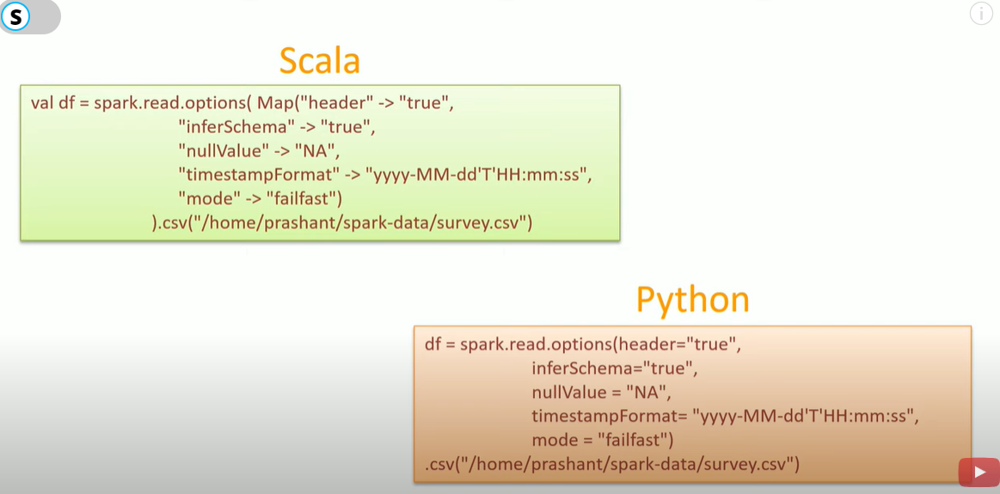 S
i
Scala
val df = spark.read.options( Map("header" -> "true",
"inferSchema" -> "true",
"nullValue" -> "NA",
"timestampFormat" -> "yyyy-MM-dd'T'HH:mm:ss",
"mode" -> "failfast")
).csv("/home/prashant/spark-data/survey.csv")
Python
df = spark.read.options(header="true",
inferSchema="true",
nullValue = "NA",
timestampFormat= "yyyy-MM-dd'T'HH:mm:ss",
mode = "failfast")
.csv("/home/prashant/spark-data/survey.csv")